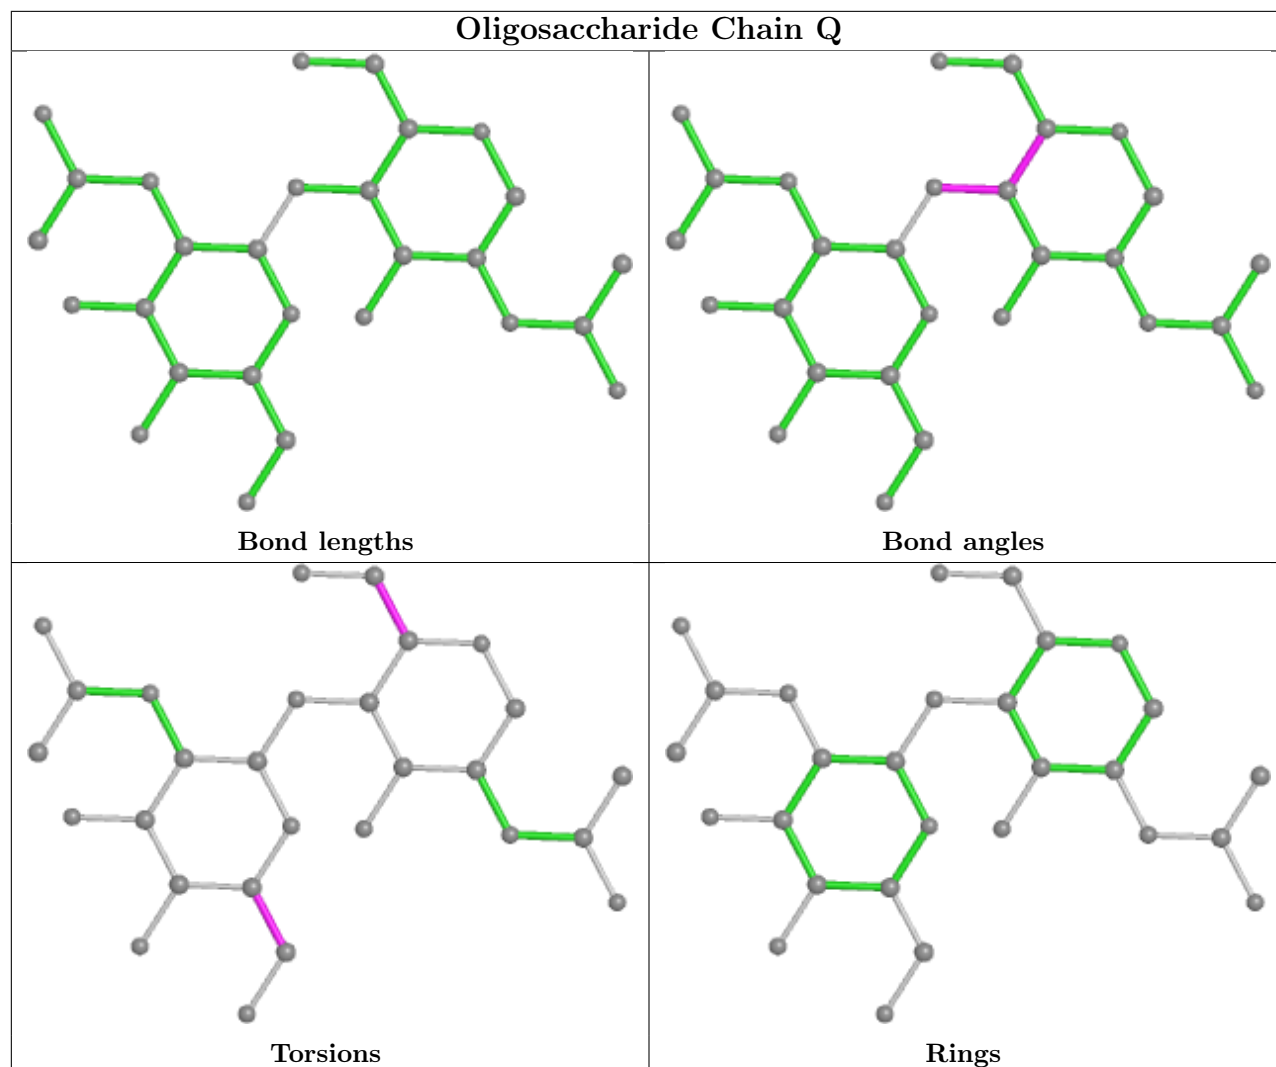 Oligosaccharide Chain Q
Bond lengths
Bond angles
Torsions
Rings